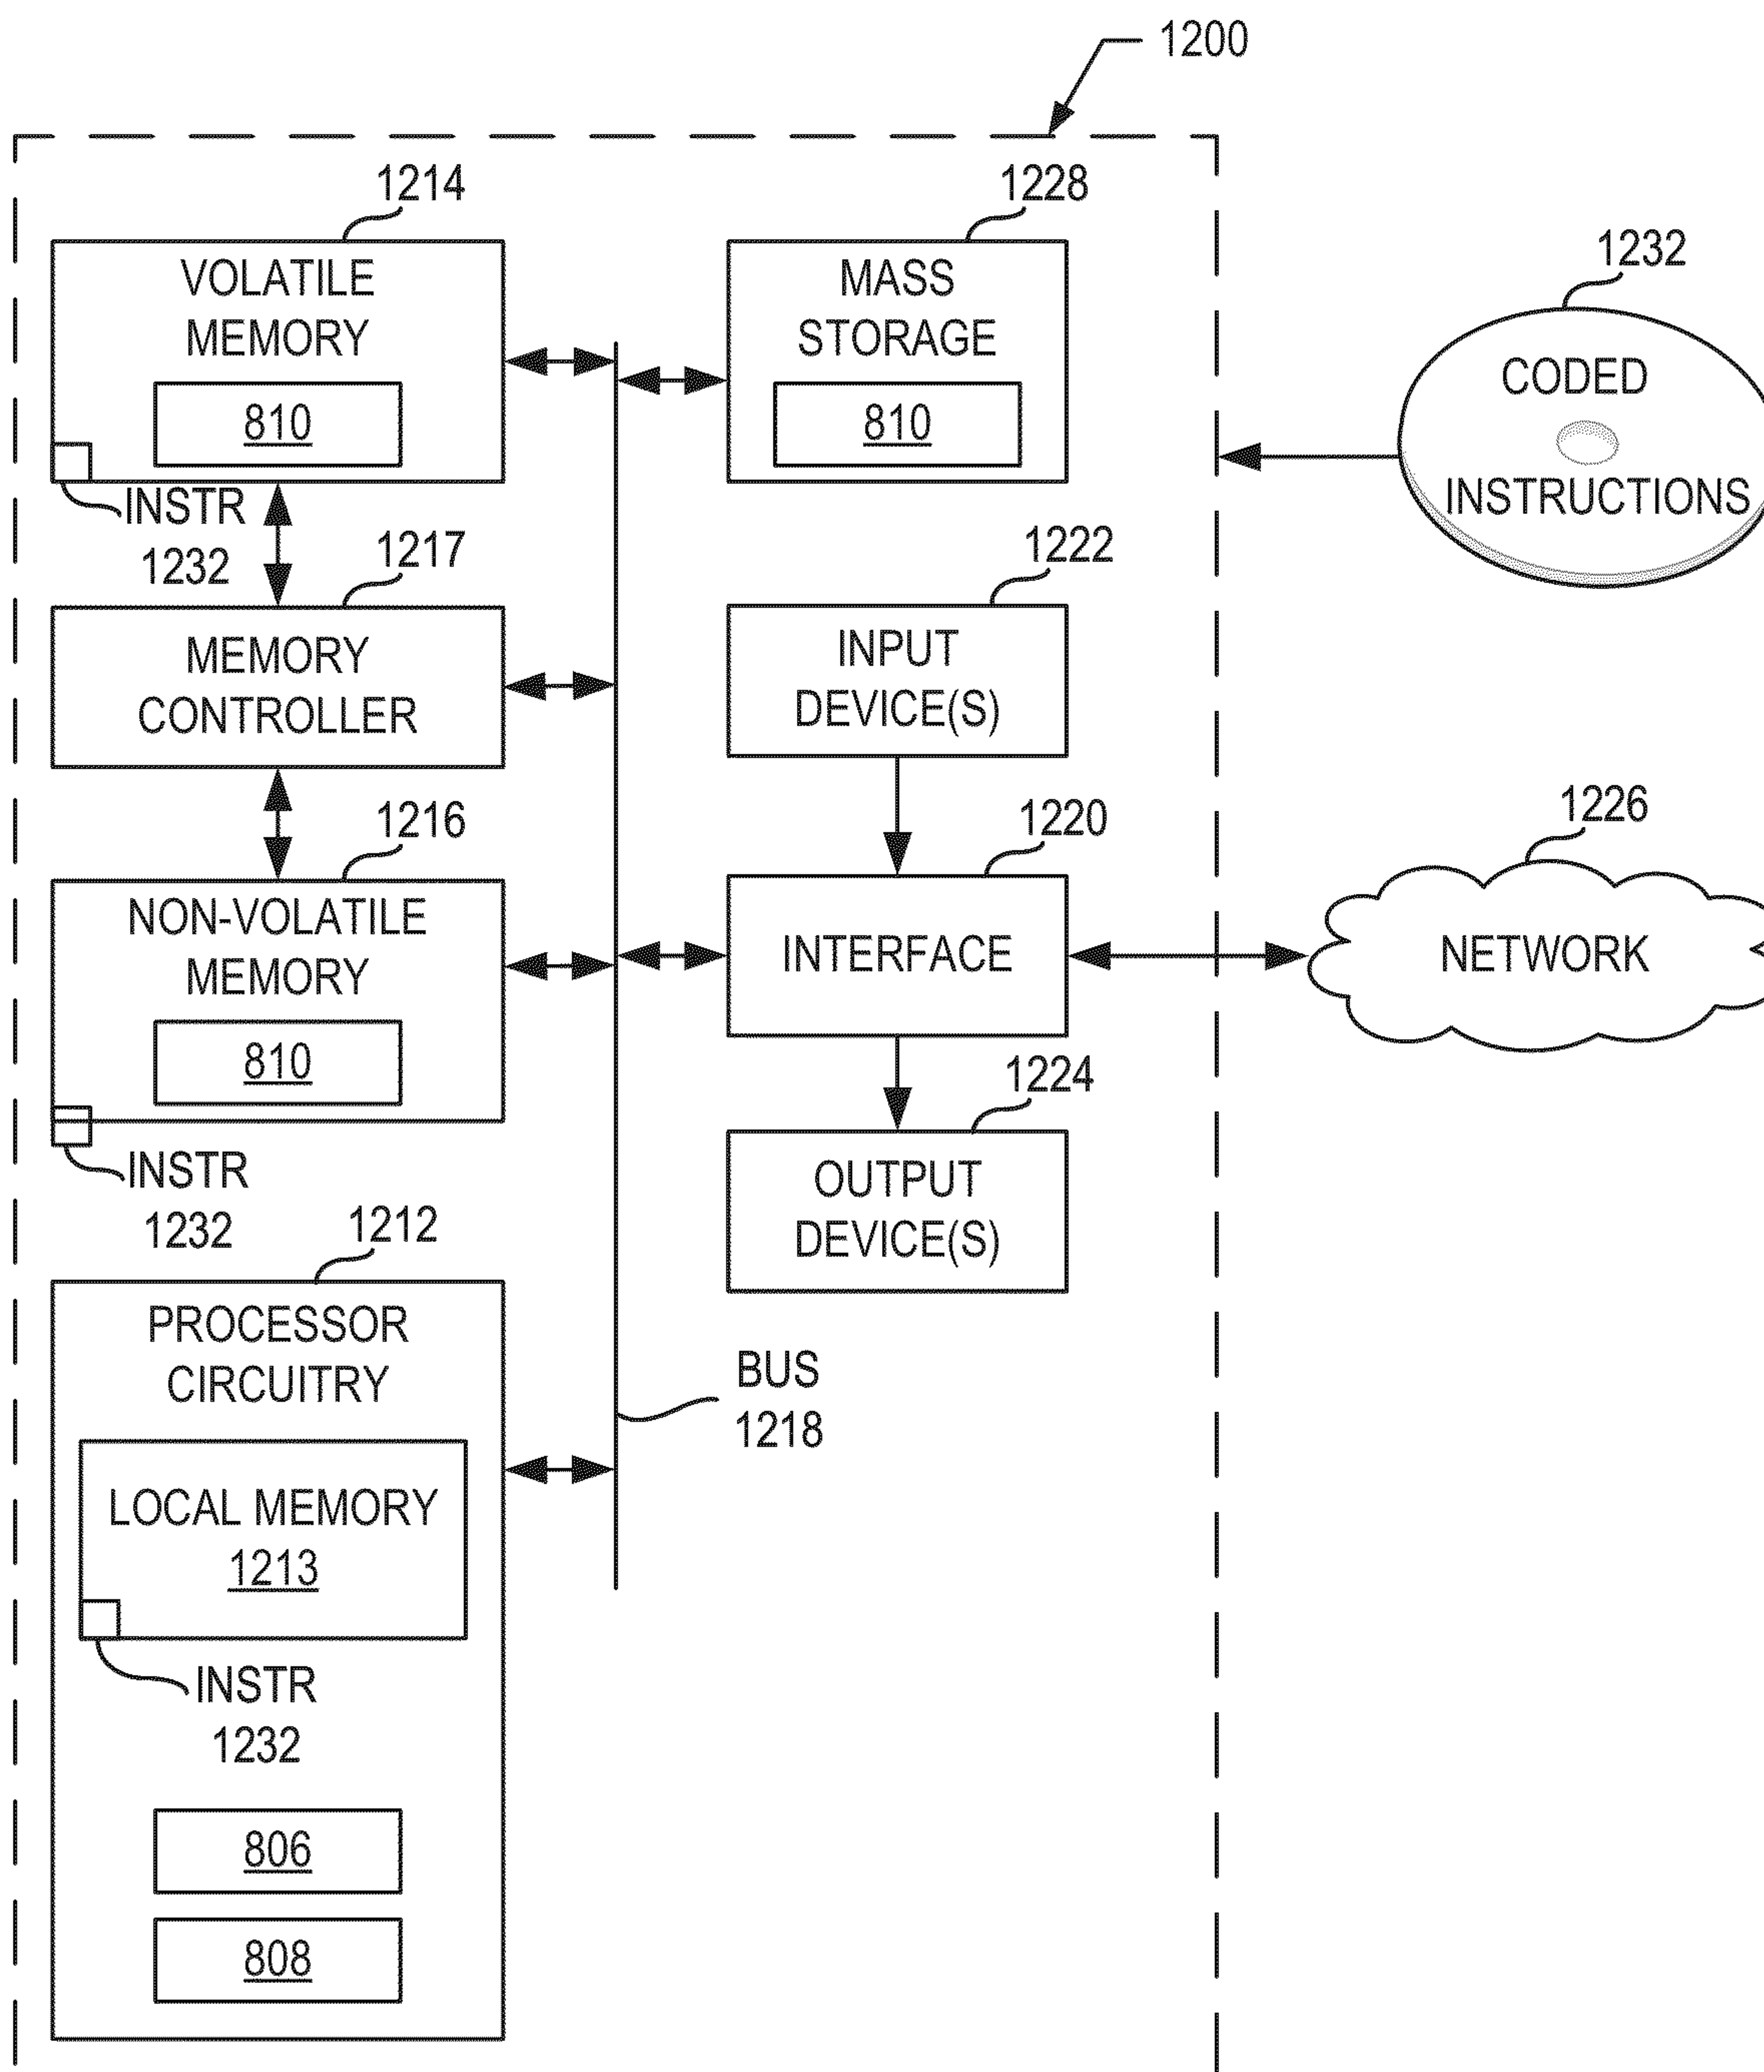 1200
1214
VOLATILE
MEMORY
810
INSTR
1232
1217
MEMORY
CONTROLLER
1216
NON-VOLATILE
MEMORY
810
INSTR
1232
1212
PROCESSOR
CIRCUITRY
LOCAL MEMORY
1213
INSTR
1232
806
808
1228
MASS
STORAGE
810
1222
INPUT
DEVICE(S)
1220
INTERFACE
1224
OUTPUT
DEVICE(S)
BUS
1218
1232
CODED
INSTRUCTIONS
1226
NETWORK